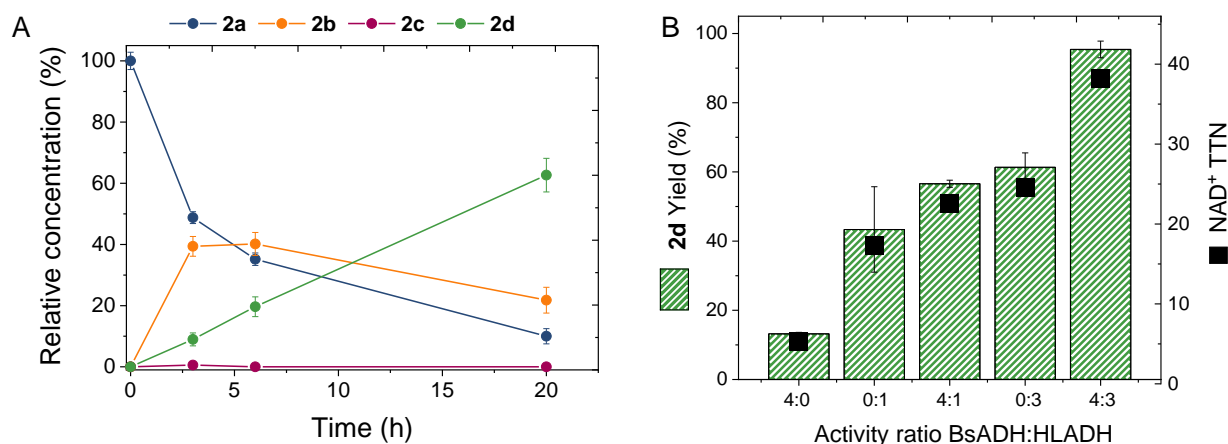 A
2a 2b 2c 2d
Relative concentration (%)
100
80
60
40
20
0
0 5 10 15 20
Time (h)
B
2d Yield (%)
100
80
60
40
20
0
4:0 0:1 4:1 0:3 4:3
Activity ratio BsADH:HLADH
40
30
20
10
0
NAD⁺ TTN